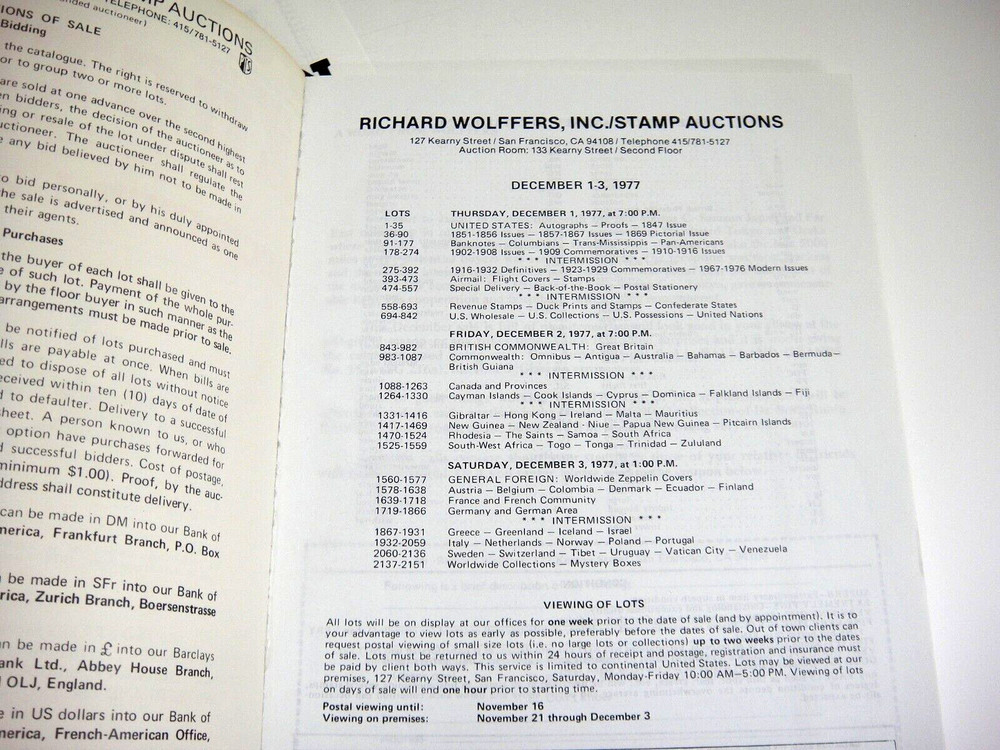 MP AUCTIONS
TELEPHONE: 415/781-5127
nded auctioneer)
IONS OF SALE
Bidding
the catalogue. The right is reserved to withdraw
or to group two or more lots.
are sold at one advance over the second highest
en bidders, the decision of the auctioneer as to
ing or resale of the lot under dispute shall rest
uctioneer. The auctioneer shall regulate the
e any bid believed by him not to be made in
to bid personally, or by his duly appointed
he sale is advertised and announced as one
their agents.
Purchases
the buyer of each lot shall be given to the
e of such lot. Payment of the whole pur-
by the floor buyer in such manner as the
arrangements must be made prior to sale.
be notified of lots purchased and must
lls are payable at once. When bills are
ed to dispose of all lots without notice
eceived within ten (10) days of date of
d to defaulter. Delivery to a successful
sheet. A person known to us, or who
option have purchases forwarded for
d successful bidders. Cost of postage,
minimum $1.00). Proof, by the auc-
ddress shall constitute delivery.
can be made in DM into our Bank of
merica, Frankfurt Branch, P.O. Box
be made in SFr into our Bank of
rica, Zurich Branch, Boersenstrasse
an be made in £ into our Barclays
ank Ltd., Abbey House Branch,
OLJ, England.
e in US dollars into our Bank of
merica, French-American Office,
RICHARD WOLFFERS, INC./STAMP AUCTIONS
127 Kearny Street / San Francisco, CA 94108 / Telephone 415/781-5127
Auction Room: 133 Kearny Street / Second Floor
DECEMBER 1-3, 1977
LOTS THURSDAY, DECEMBER 1, 1977, at 7:00 P.M.
1-35 UNITED STATES: Autographs — Proofs — 1847 Issue
36-90 1851-1856 Issues — 1857-1867 Issues — 1869 Pictorial Issue
91-177 Banknotes — Columbians — Trans-Mississippis — Pan-Americans
178-274 1902-1908 Issues — 1909 Commemoratives — 1910-1916 Issues
* * * INTERMISSION * * *
275-392 1916-1932 Definitives — 1923-1929 Commemoratives — 1967-1976 Modern Issues
393-473 Airmail: Flight Covers — Stamps
474-557 Special Delivery — Back-of-the-Book — Postal Stationery
* * * INTERMISSION * * *
558-693 Revenue Stamps — Duck Prints and Stamps — Confederate States
694-842 U.S. Wholesale — U.S. Collections — U.S. Possessions — United Nations
FRIDAY, DECEMBER 2, 1977, at 7:00 P.M.
843-982 BRITISH COMMONWEALTH: Great Britain
983-1087 Commonwealth: Omnibus — Antigua — Australia — Bahamas — Barbados — Bermuda—
British Guiana
* * * INTERMISSION * * *
1088-1263 Canada and Provinces
1264-1330 Cayman Islands — Cook Islands — Cyprus — Dominica — Falkland Islands — Fiji
* * * INTERMISSION * * *
1331-1416 Gibraltar — Hong Kong — Ireland — Malta — Mauritius
1417-1469 New Guinea — New Zealand - Niue — Papua New Guinea — Pitcairn Islands
1470-1524 Rhodesia — The Saints — Samoa — South Africa
1525-1559 South-West Africa — Togo — Tonga — Trinidad — Zululand
SATURDAY, DECEMBER 3, 1977, at 1:00 P.M.
1560-1577 GENERAL FOREIGN: Worldwide Zeppelin Covers
1578-1638 Austria — Belgium — Colombia — Denmark — Ecuador — Finland
1639-1718 France and French Community
1719-1866 Germany and German Area
* * * INTERMISSION * * *
1867-1931 Greece — Greenland — Iceland — Israel
1932-2059 Italy — Netherlands — Norway — Poland — Portugal
2060-2136 Sweden — Switzerland — Tibet — Uruguay — Vatican City — Venezuela
2137-2151 Worldwide Collections — Mystery Boxes
VIEWING OF LOTS
All lots will be on display at our offices for one week prior to the date of sale (and by appointment). It is to
your advantage to view lots as early as possible, preferably before the dates of sale. Out of town clients can
request postal viewing of small size lots (i.e. no large lots or collections) up to two weeks prior to the dates
of sale. Lots must be returned to us within 24 hours of receipt and postage, registration and insurance must
be paid by client both ways. This service is limited to continental United States. Lots may be viewed at our
premises, 127 Kearny Street, San Francisco, Saturday, Monday-Friday 10:00 AM–5:00 PM. Viewing of lots
on days of sale will end one hour prior to starting time.
Postal viewing until: November 16
Viewing on premises: November 21 through December 3